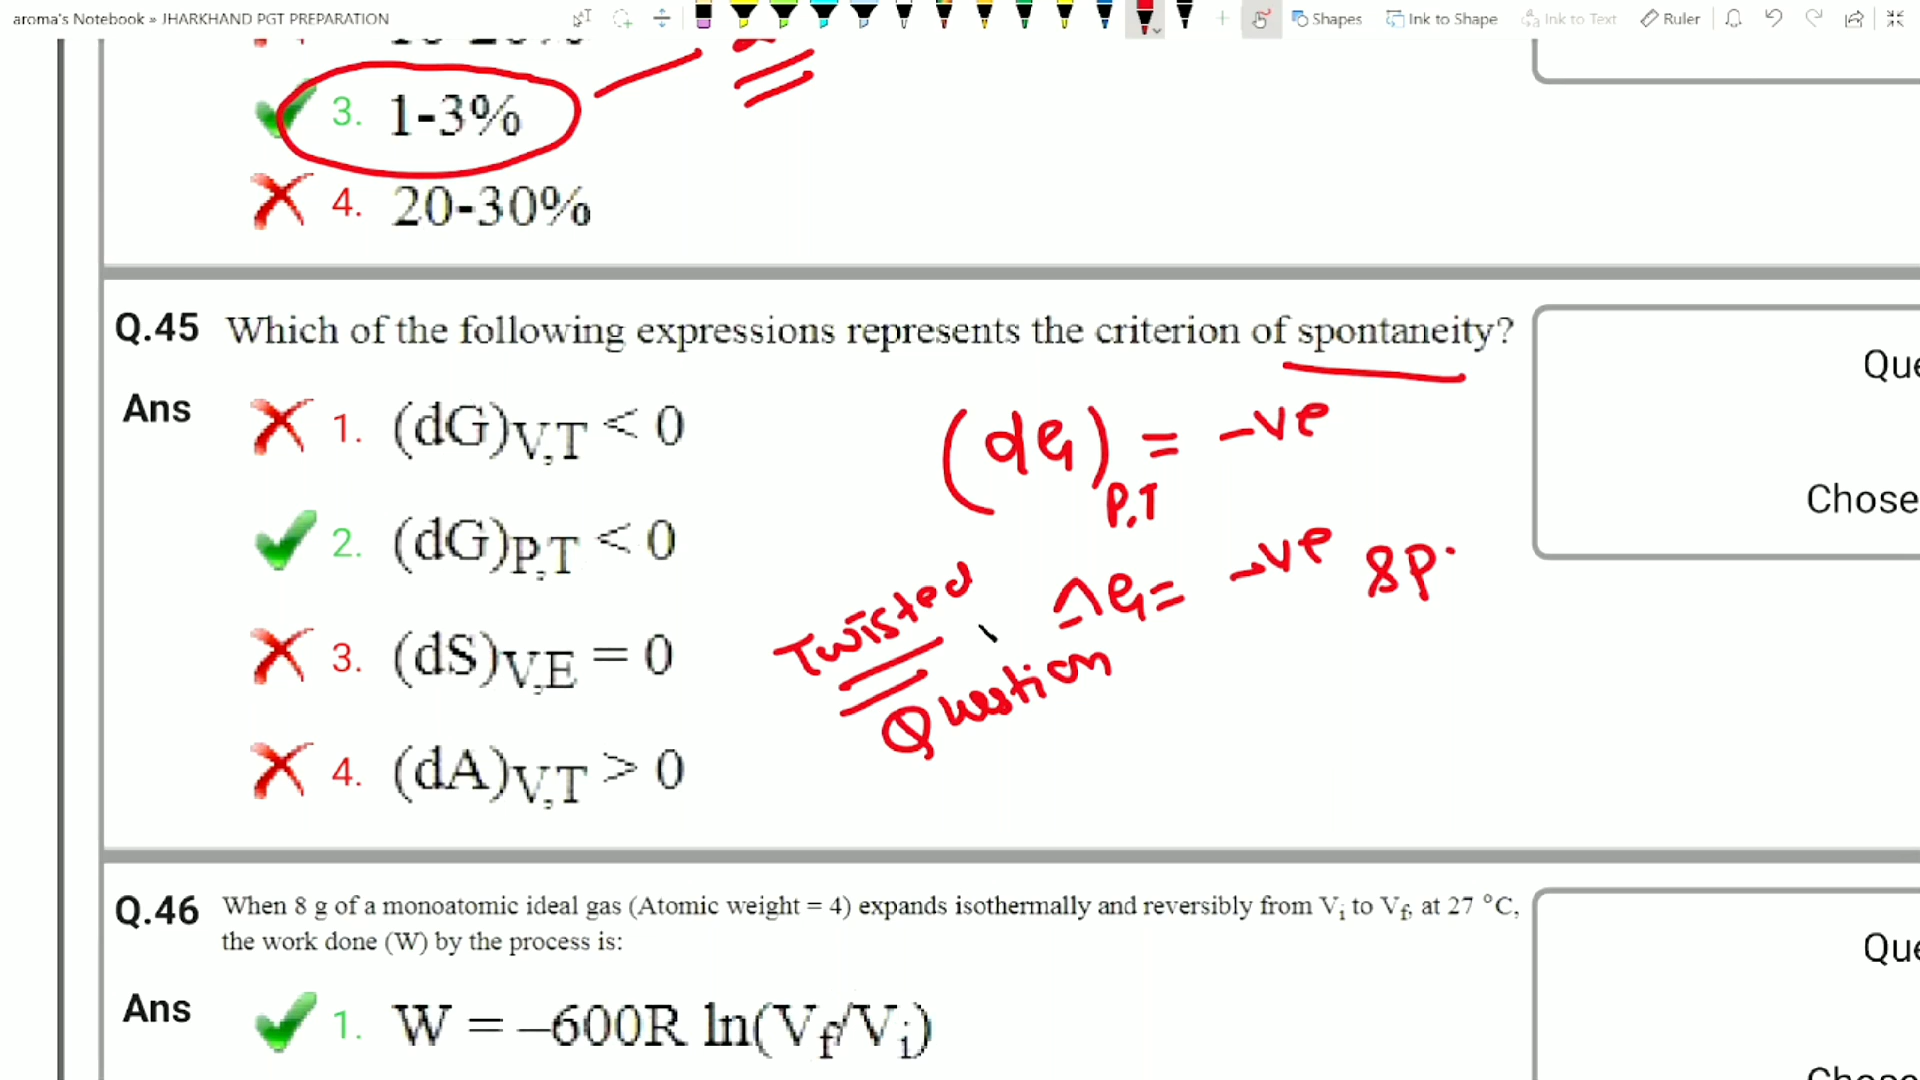 aroma's Notebook » JHARKHAND PGT PREPARATION
Shapes Ink to Shape Ink to Text Ruler
3. 1-3%
4. 20-30%
Q.45 Which of the following expressions represents the criterion of spontaneity?
Que
Ans
1. (dG)V,T < 0
(dG)P,T = -ve
Chose
2. (dG)P,T < 0
ΔG = -ve sp.
Twisted
Question
3. (dS)V,E = 0
4. (dA)V,T > 0
Q.46 When 8 g of a monoatomic ideal gas (Atomic weight = 4) expands isothermally and reversibly from Vi to Vf, at 27 °C,
the work done (W) by the process is:
Que
Ans
1. W = –600R ln(Vf/Vi)